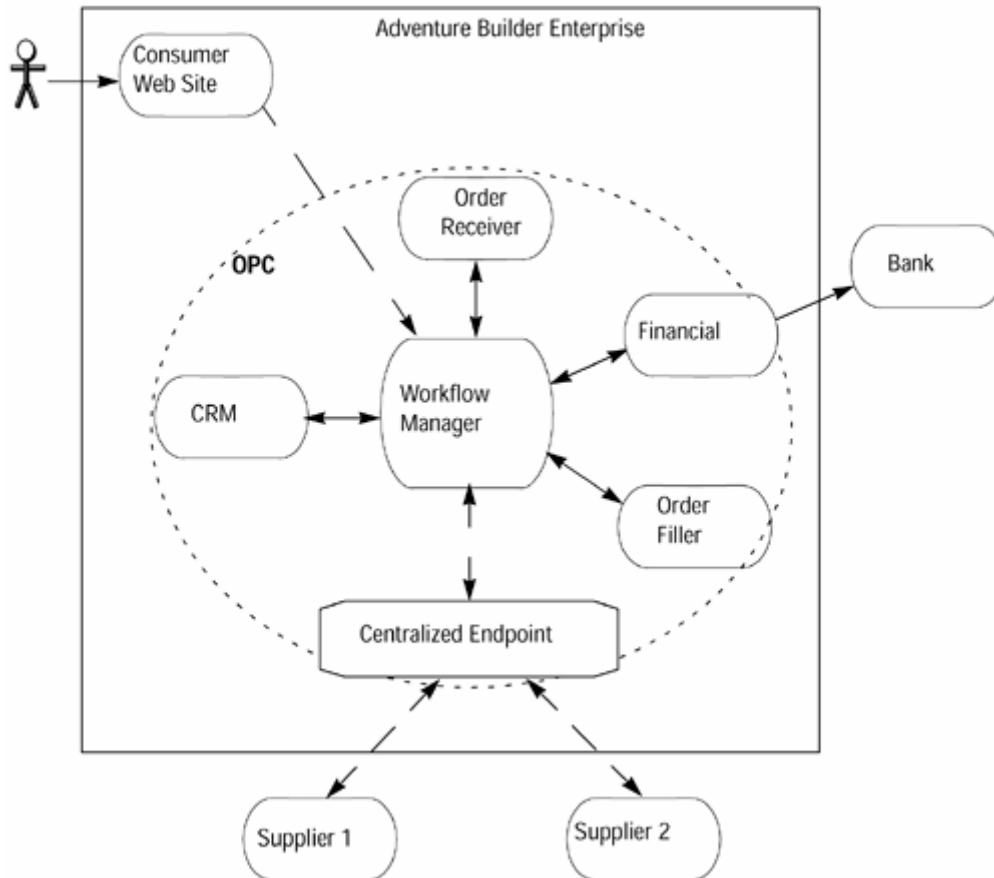 Adventure Builder Enterprise
Consumer
Web Site
Order
Receiver
OPC
Bank
Financial
Workflow
Manager
CRM
Order
Filler
Centralized Endpoint
Supplier 1
Supplier 2